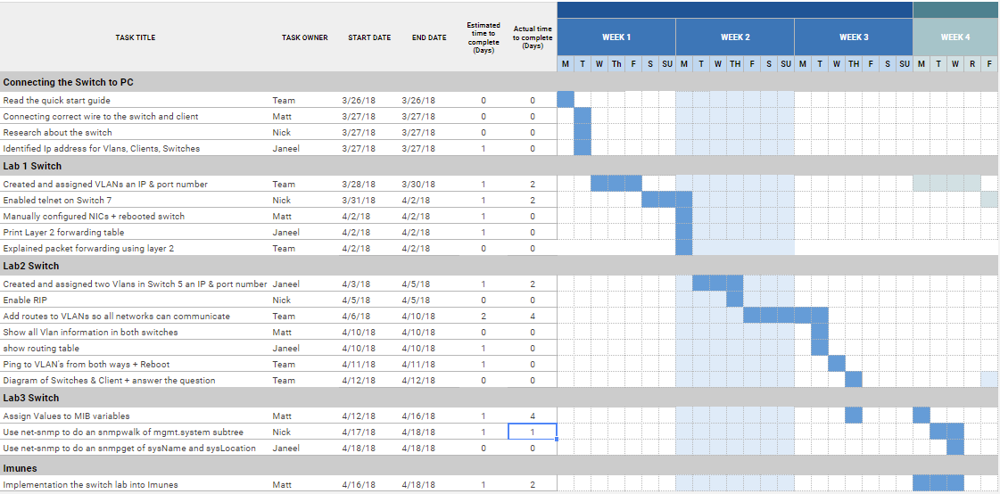 TASK TITLE TASK OWNER START DATE END DATE Estimated time to complete (Days) Actual time to complete (Days) WEEK 1 WEEK 2 WEEK 3 WEEK 4
M T W Th F S SU M T W TH F S SU M T W TH F S SU M T W R F
Connecting the Switch to PC
Read the quick start guide Team 3/26/18 3/26/18 0 0
Connecting correct wire to the switch and client Matt 3/27/18 3/27/18 0 0
Research about the switch Nick 3/27/18 3/27/18 0 0
Identified Ip address for Vlans, Clients, Switches Janeel 3/27/18 3/27/18 1 0
Lab 1 Switch
Created and assigned VLANs an IP & port number Team 3/28/18 3/30/18 1 2
Enabled telnet on Switch 7 Nick 3/31/18 4/2/18 1 2
Manually configured NICs + rebooted switch Matt 4/2/18 4/2/18 1 0
Print Layer 2 forwarding table Janeel 4/2/18 4/2/18 1 0
Explained packet forwarding using layer 2 Team 4/2/18 4/2/18 0 0
Lab2 Switch
Created and assigned two Vlans in Switch 5 an IP & port number Janeel 4/3/18 4/5/18 1 2
Enable RIP Nick 4/5/18 4/5/18 0 0
Add routes to VLANs so all networks can communicate Team 4/6/18 4/10/18 2 4
Show all Vlan information in both switches Matt 4/10/18 4/10/18 0 0
show routing table Janeel 4/10/18 4/10/18 1 0
Ping to VLAN's from both ways + Reboot Team 4/11/18 4/11/18 1 0
Diagram of Switches & Client + answer the question Team 4/12/18 4/12/18 0 0
Lab3 Switch
Assign Values to MIB variables Matt 4/12/18 4/16/18 1 4
Use net-snmp to do an snmpwalk of mgmt.system subtree Nick 4/17/18 4/18/18 1 1
Use net-snmp to do an snmpget of sysName and sysLocation Janeel 4/18/18 4/18/18 0 0
Imunes
Implementation the switch lab into Imunes Matt 4/16/18 4/18/18 1 2